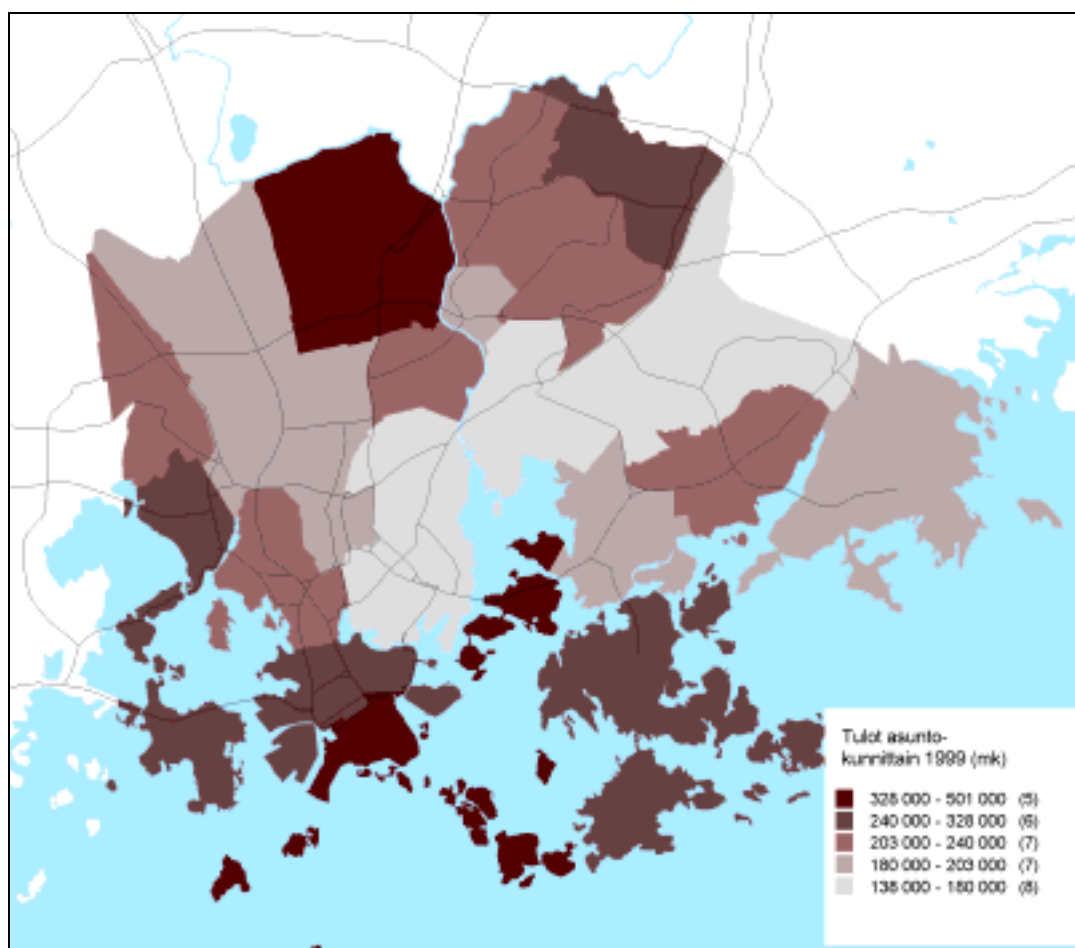 Tulot asunto-
kunnittain 1999 (mk)
328 000 - 501 000 (5)
240 000 - 328 000 (6)
203 000 - 240 000 (7)
180 000 - 203 000 (7)
138 000 - 180 000 (8)